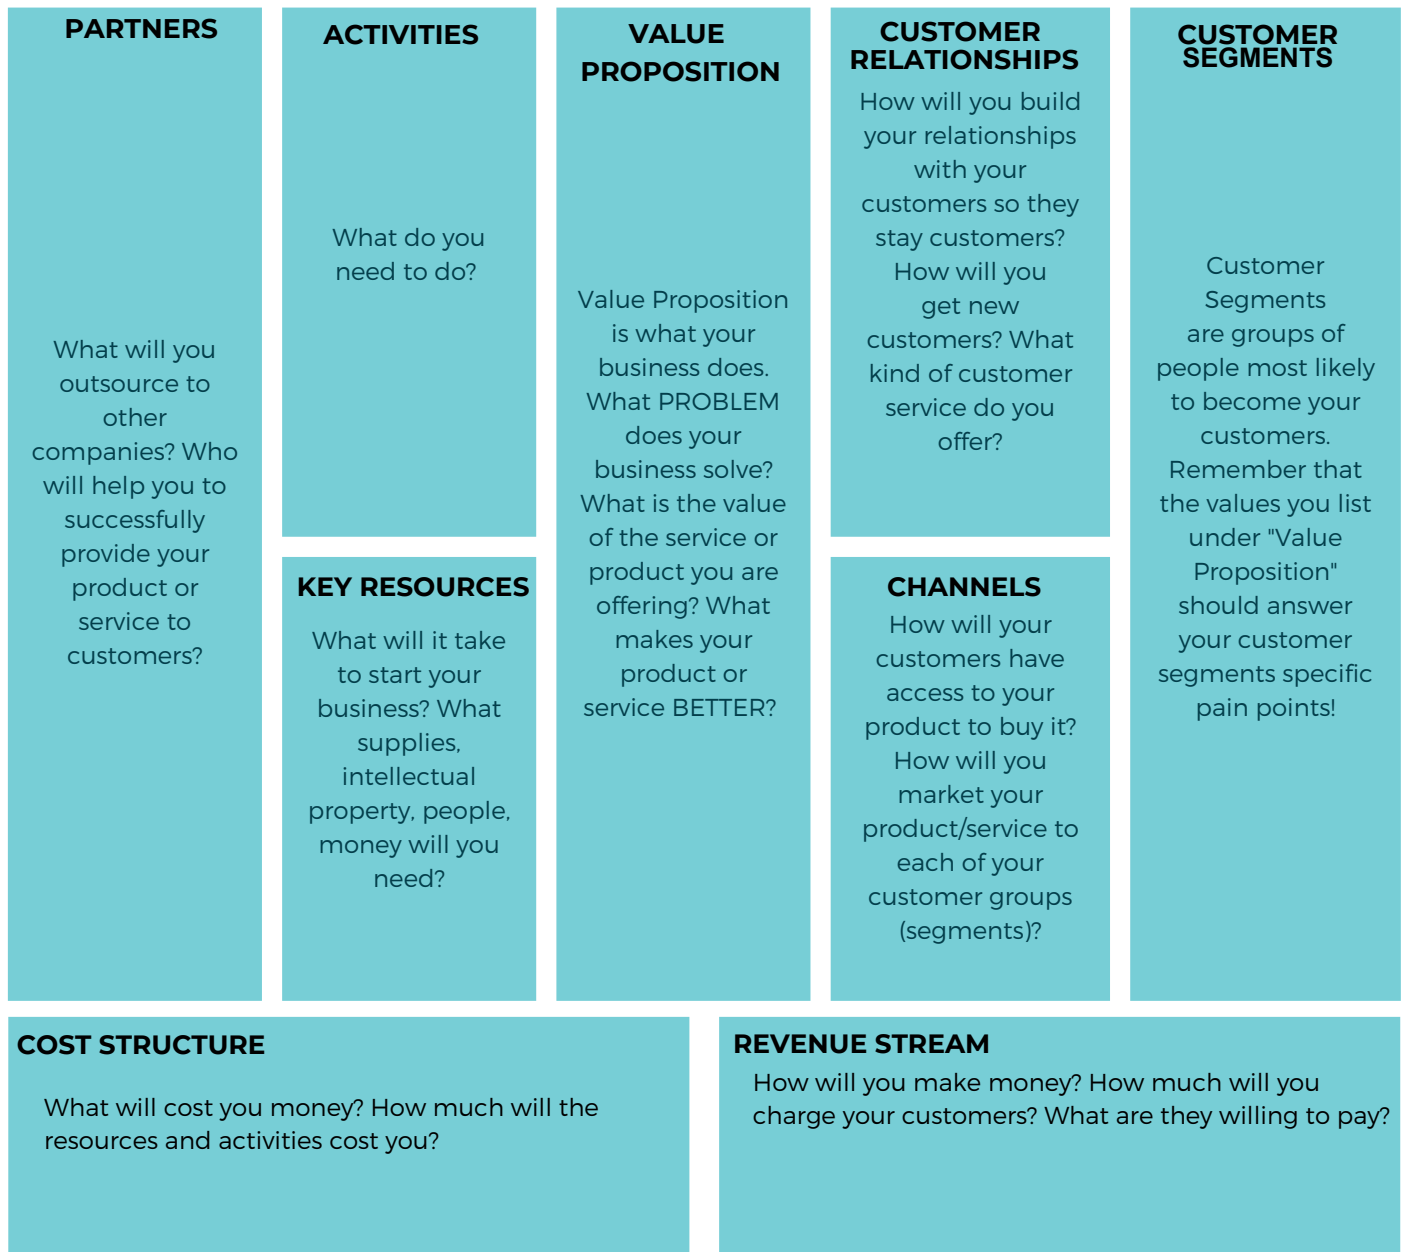 PARTNERS
What will you
outsource to
other
companies? Who
will help you to
successfully
provide your
product or
service to
customers?
ACTIVITIES
What do you
need to do?
KEY RESOURCES
What will it take
to start your
business? What
supplies,
intellectual
property, people,
money will you
need?
VALUE
PROPOSITION
Value Proposition
is what your
business does.
What PROBLEM
does your
business solve?
What is the value
of the service or
product you are
offering? What
makes your
product or
service BETTER?
CUSTOMER
RELATIONSHIPS
How will you build
your relationships
with your
customers so they
stay customers?
How will you
get new
customers? What
kind of customer
service do you
offer?
CHANNELS
How will your
customers have
access to your
product to buy it?
How will you
market your
product/service to
each of your
customer groups
(segments)?
CUSTOMER
SEGMENTS
Customer
Segments
are groups of
people most likely
to become your
customers.
Remember that
the values you list
under "Value
Proposition"
should answer
your customer
segments specific
pain points!
COST STRUCTURE
What will cost you money? How much will the
resources and activities cost you?
REVENUE STREAM
How will you make money? How much will you
charge your customers? What are they willing to pay?